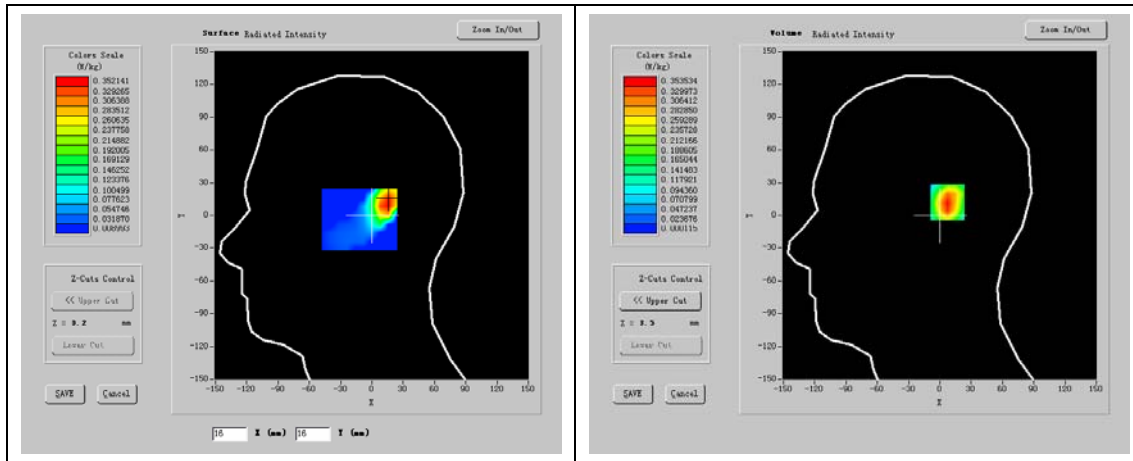 Surface Radiated Intensity
Zoom In/Out
Colors Scale
(W/kg)
0.352141
0.329265
0.306388
0.283512
0.260635
0.237758
0.214882
0.192005
0.169129
0.146252
0.123376
0.100499
0.077623
0.054746
0.031870
0.008993
Z-Cuts Control
<< Upper Cut
Z = 3.2 mm
Lower Cut
SAVE
Cancel
150
120
90
60
30
0
-30
-60
-90
-120
-150
Y
-150 -120 -90 -60 -30 0 30 60 90 120 150
X
16 X (mm) 16 Y (mm)
Volume Radiated Intensity
Zoom In/Out
Colors Scale
(W/kg)
0.353534
0.329973
0.306412
0.282850
0.259289
0.235728
0.212166
0.188605
0.165044
0.141483
0.117921
0.094360
0.070799
0.047237
0.023676
0.000115
Z-Cuts Control
<< Upper Cut
Z = 3.5 mm
Lower Cut
SAVE
Cancel
150
120
90
60
30
0
-30
-60
-90
-120
-150
Y
-150 -120 -90 -60 -30 0 30 60 90 120 150
X